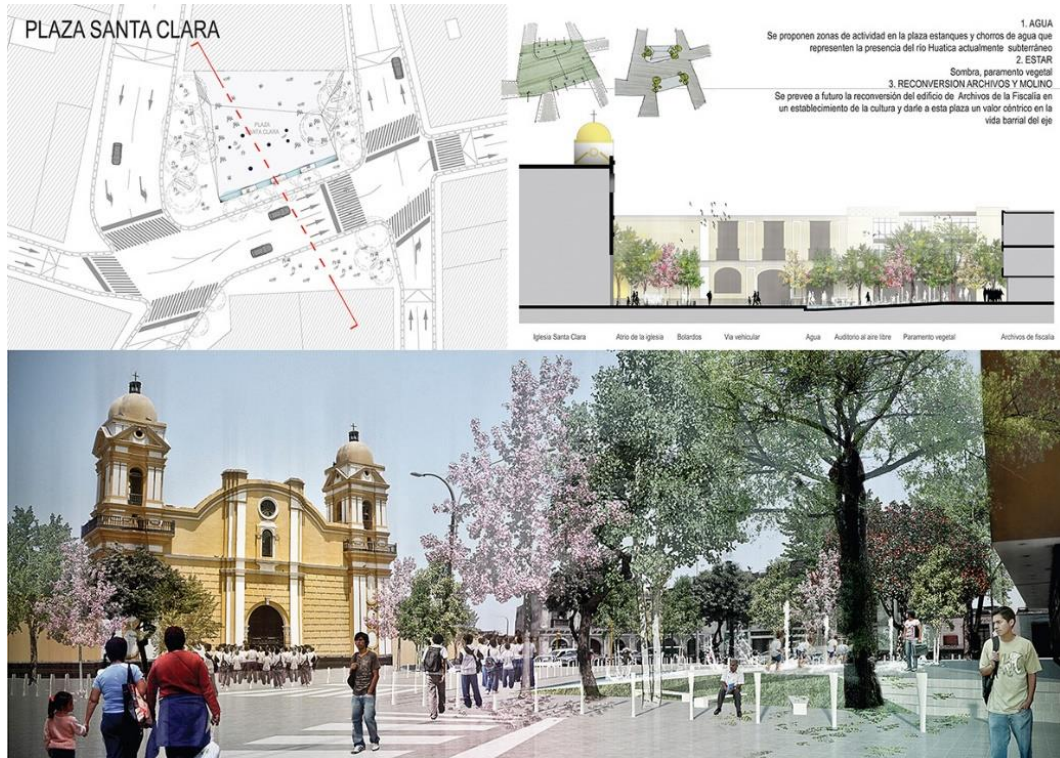 PLAZA SANTA CLARA
PLAZA
SANTA CLARA
1. AGUA
Se proponen zonas de actividad en la plaza estanques y chorros de agua que
representen la presencia del río Huatica actualmente subterráneo
2. ESTAR
Sombra, paramento vegetal
3. RECONVERSION ARCHIVOS Y MOLINO
Se prevee a futuro la reconversión del edificio de Archivos de la Fiscalía en
un establecimiento de la cultura y darle a esta plaza un valor céntrico en la
vida barrial del eje
Iglesia Santa Clara Atrio de la iglesia Bolardos Via vehicular Agua Auditorio al aire libre Paramento vegetal Archivos de fiscalia